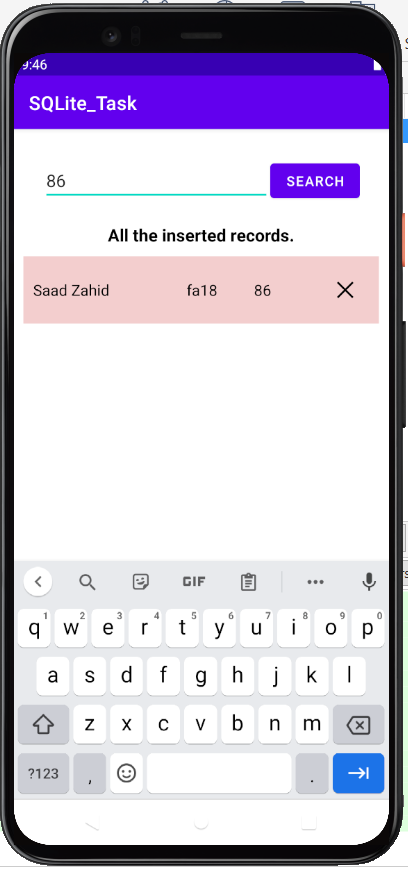 9:46
SQLite_Task
86 SEARCH
All the inserted records.
Saad Zahid fa18 86
GIF
q1 w2 e3 r4 t5 y6 u7 i8 o9 p0
a s d f g h j k l
z x c v b n m
?123 , .